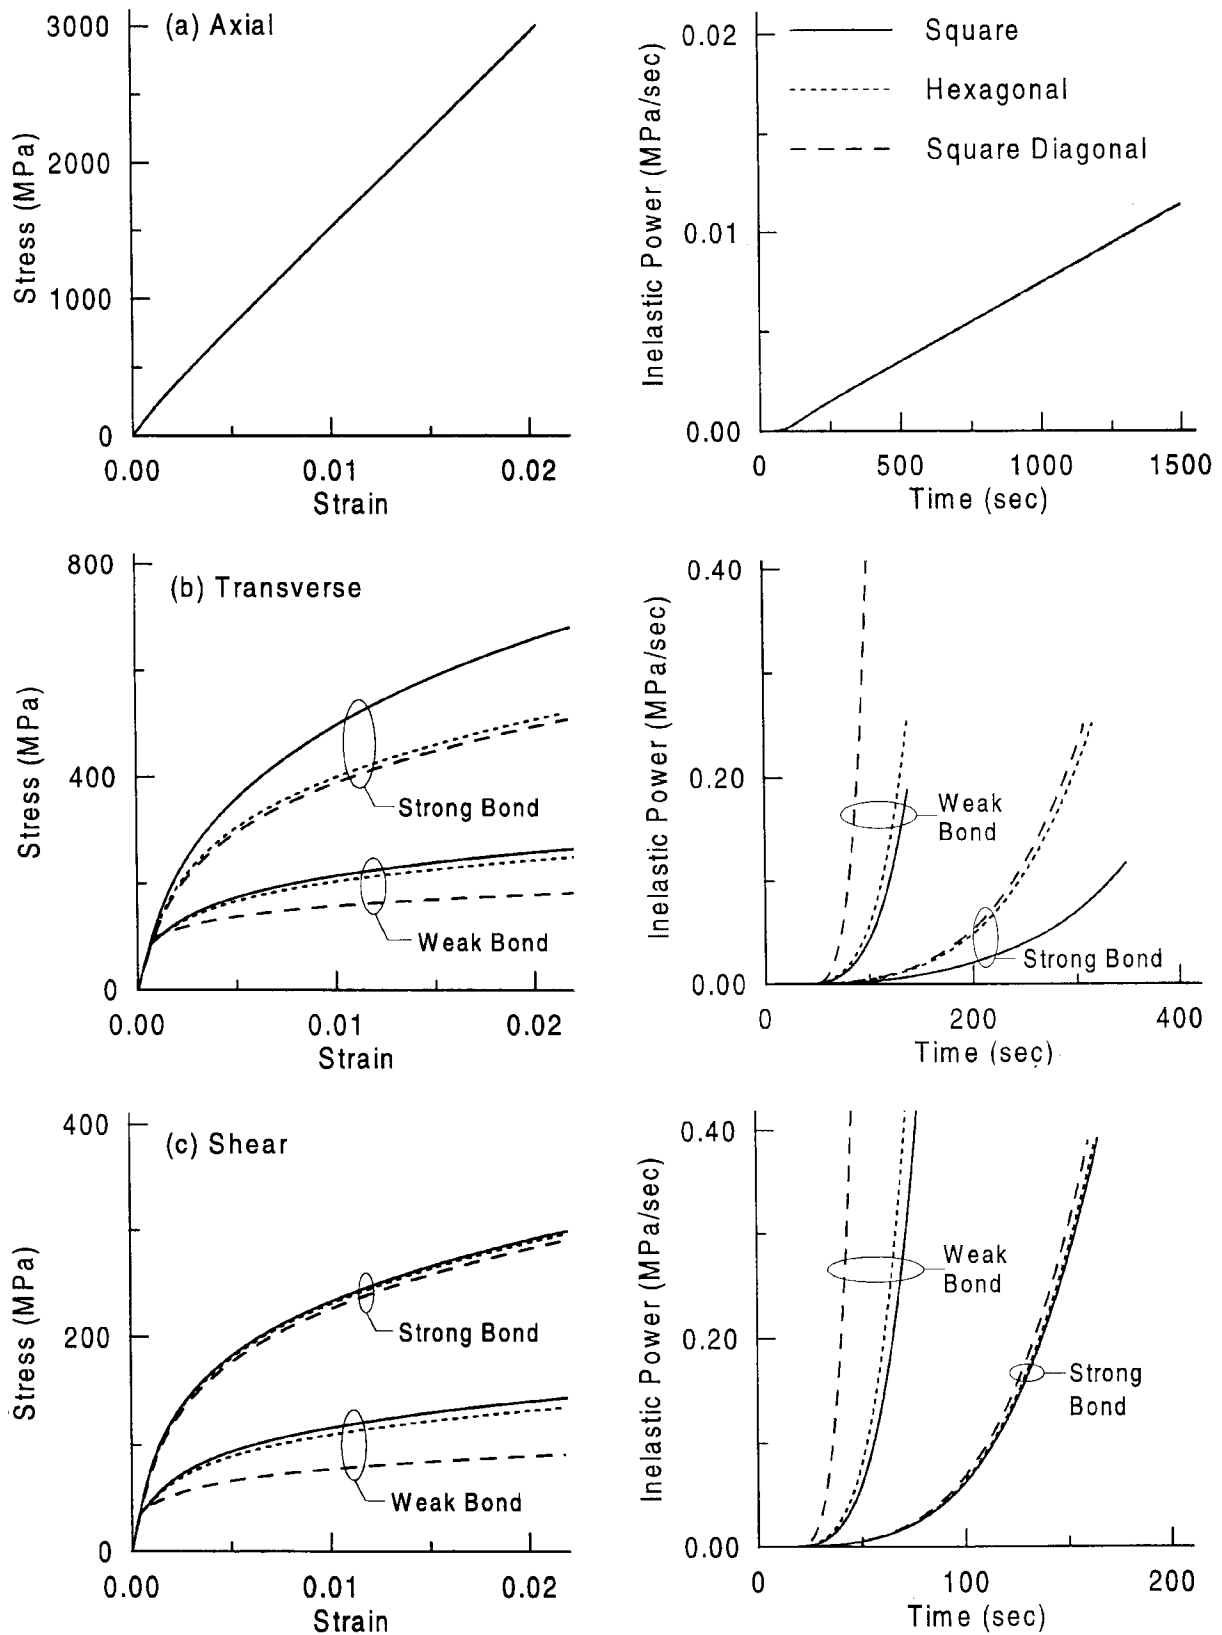 (a) Axial
3000
2000
1000
0
Stress (MPa)
0.00 0.01 0.02
Strain
0.02
0.01
0.00
Inelastic Power (MPa/sec)
Square
Hexagonal
Square Diagonal
0 500 1000 1500
Time (sec)
(b) Transverse
800
400
0
Stress (MPa)
Strong Bond
Weak Bond
0.00 0.01 0.02
Strain
0.40
0.20
0.00
Inelastic Power (MPa/sec)
Weak
Bond
Strong Bond
0 200 400
Time (sec)
(c) Shear
400
200
0
Stress (MPa)
Strong Bond
Weak Bond
0.00 0.01 0.02
Strain
0.40
0.20
0.00
Inelastic Power (MPa/sec)
Weak
Bond
Strong
Bond
0 100 200
Time (sec)